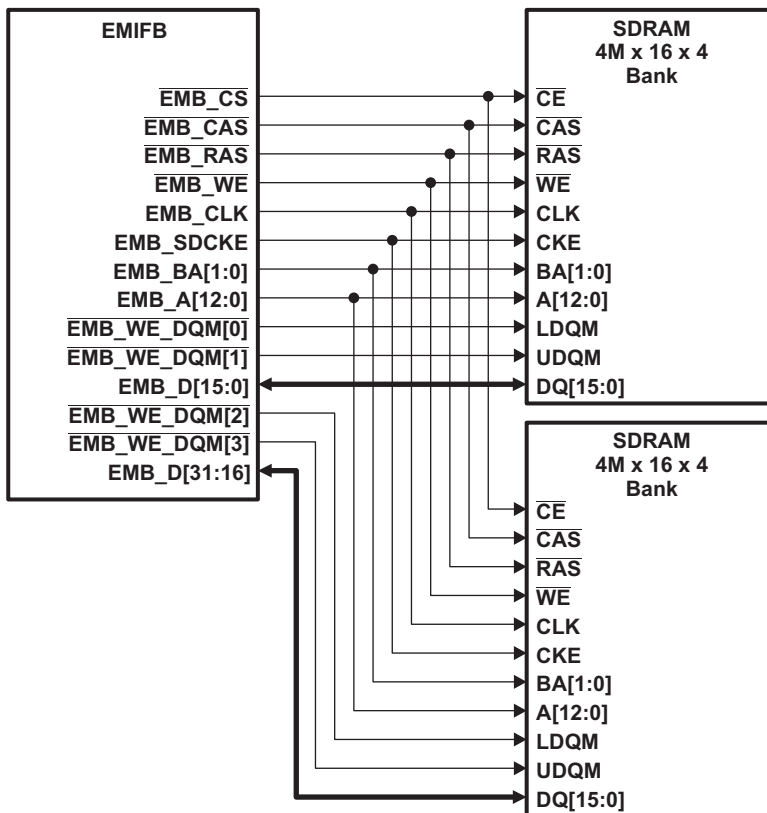 EMIFB
EMB_CS
EMB_CAS
EMB_RAS
EMB_WE
EMB_CLK
EMB_SDCKE
EMB_BA[1:0]
EMB_A[12:0]
EMB_WE_DQM[0]
EMB_WE_DQM[1]
EMB_D[15:0]
EMB_WE_DQM[2]
EMB_WE_DQM[3]
EMB_D[31:16]
SDRAM
4M x 16 x 4
Bank
CE
CAS
RAS
WE
CLK
CKE
BA[1:0]
A[12:0]
LDQM
UDQM
DQ[15:0]
SDRAM
4M x 16 x 4
Bank
CE
CAS
RAS
WE
CLK
CKE
BA[1:0]
A[12:0]
LDQM
UDQM
DQ[15:0]